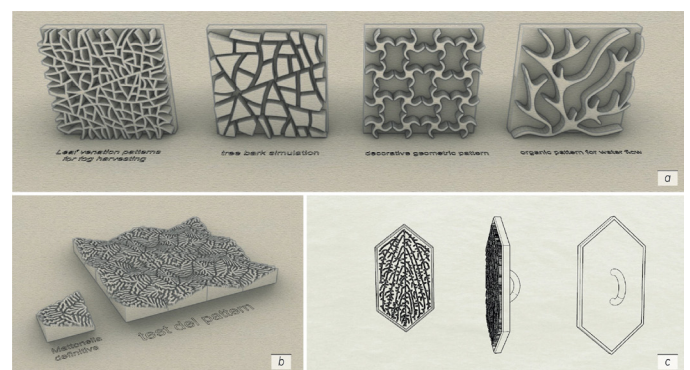 Leaf venation patterns
for fog harvesting
tree bark simulation
decorative geometric pattern
organic pattern for water flow
a
Mattonella
definitive
test del pattern
b
c